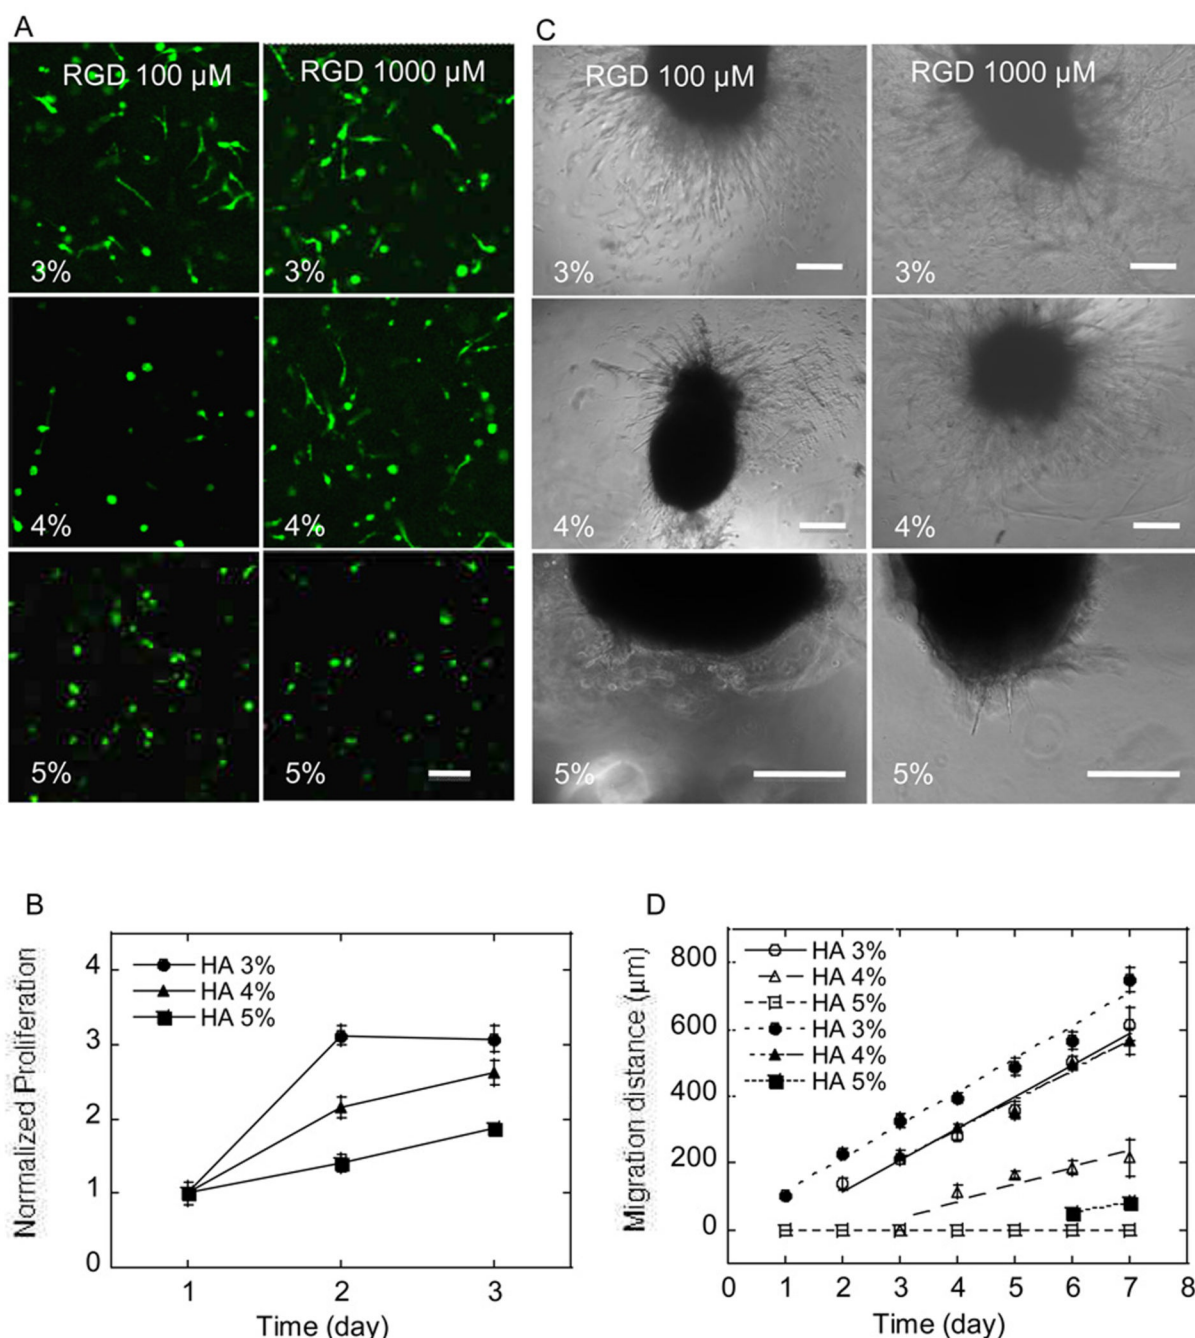 A
RGD 100 µM
RGD 1000 µM
3%
3%
4%
4%
5%
5%
C
RGD 100 µM
RGD 1000 µM
3%
3%
4%
4%
5%
5%
B
Normalized Proliferation
4
3
2
1
0
HA 3%
HA 4%
HA 5%
1
2
3
Time (day)
D
Migration distance (µm)
800
600
400
200
0
HA 3%
HA 4%
HA 5%
HA 3%
HA 4%
HA 5%
0
1
2
3
4
5
6
7
8
Time (day)